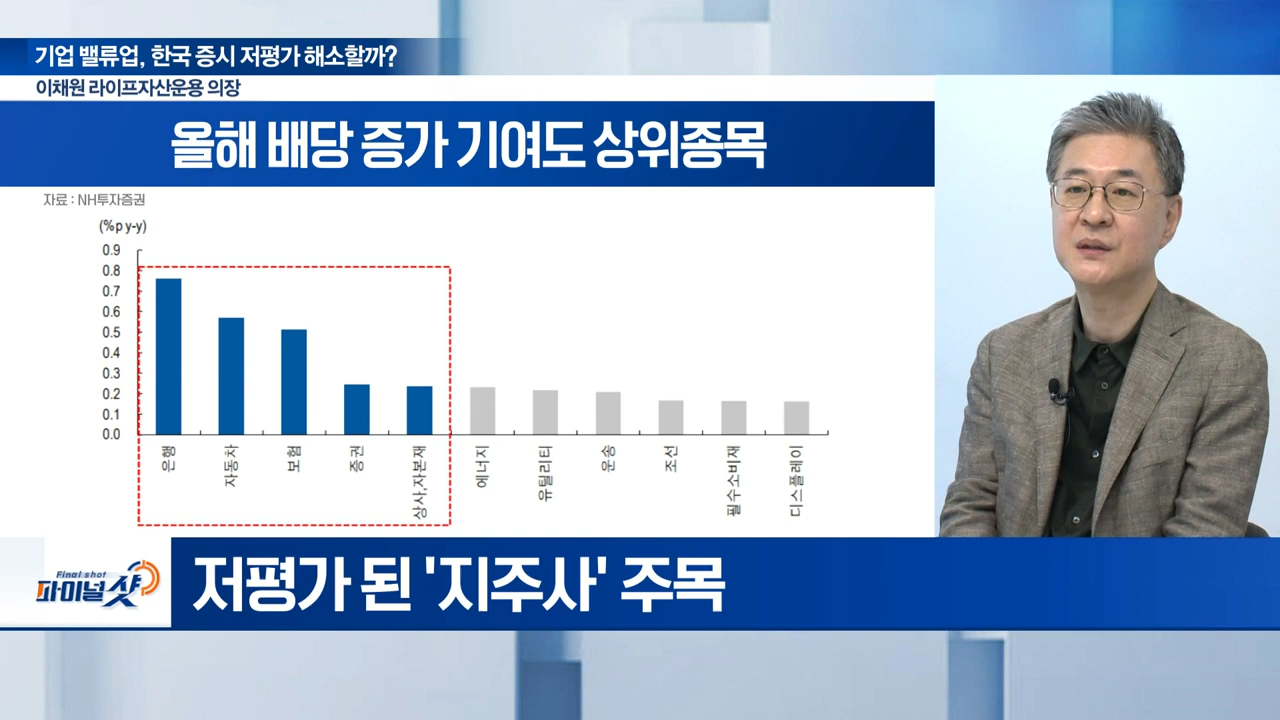 기업 밸류업, 한국 증시 저평가 해소할까?
이채원 라이프자산운용 의장
올해 배당 증가 기여도 상위종목
자료 : NH투자증권
(%p y-y)
0.9
0.8
0.7
0.6
0.5
0.4
0.3
0.2
0.1
0.0
은행
자동차
보험
증권
상사,자본재
에너지
유틸리티
운송
조선
필수소비재
디스플레이
Final shot
파이널샷
저평가 된 '지주사' 주목